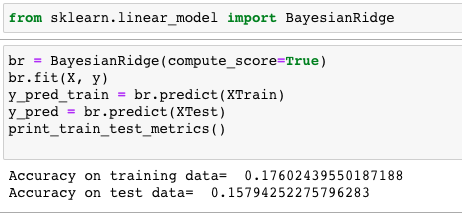 from sklearn.linear_model import BayesianRidge
br = BayesianRidge(compute_score=True)
br.fit(X, y)
y_pred_train = br.predict(XTrain)
y_pred = br.predict(XTest)
print_train_test_metrics()
Accuracy on training data=  0.17602439550187188
Accuracy on test data=  0.15794252275796283